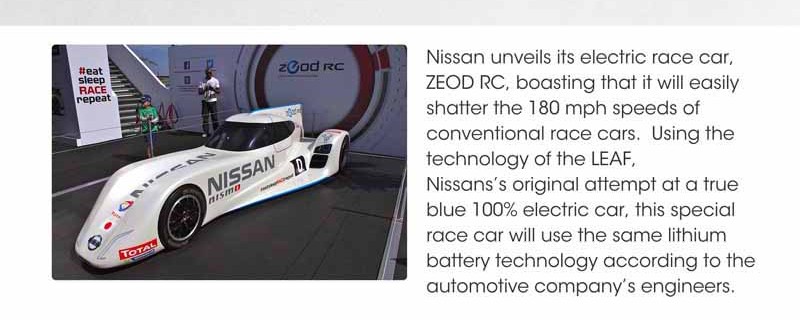 #eat
sleep
RACE
repeat
ZEOD RC
NISSAN
NISSAN
nismo
TOTAL
Nissan unveils its electric race car,
ZEOD RC, boasting that it will easily
shatter the 180 mph speeds of
conventional race cars.  Using the
technology of the LEAF,
Nissans's original attempt at a true
blue 100% electric car, this special
race car will use the same lithium
battery technology according to the
automotive company's engineers.